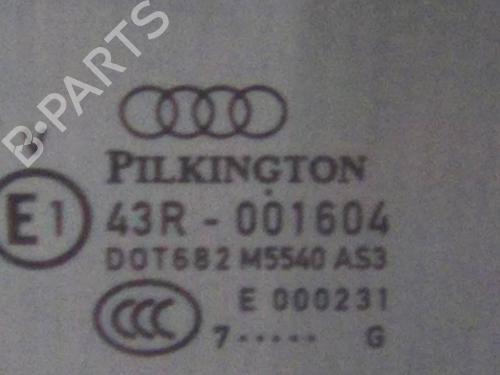 B-PARTS
PILKINGTON
E1 43R - 001604
DOT682 M5540 AS3
CCC E 000231
7····· G